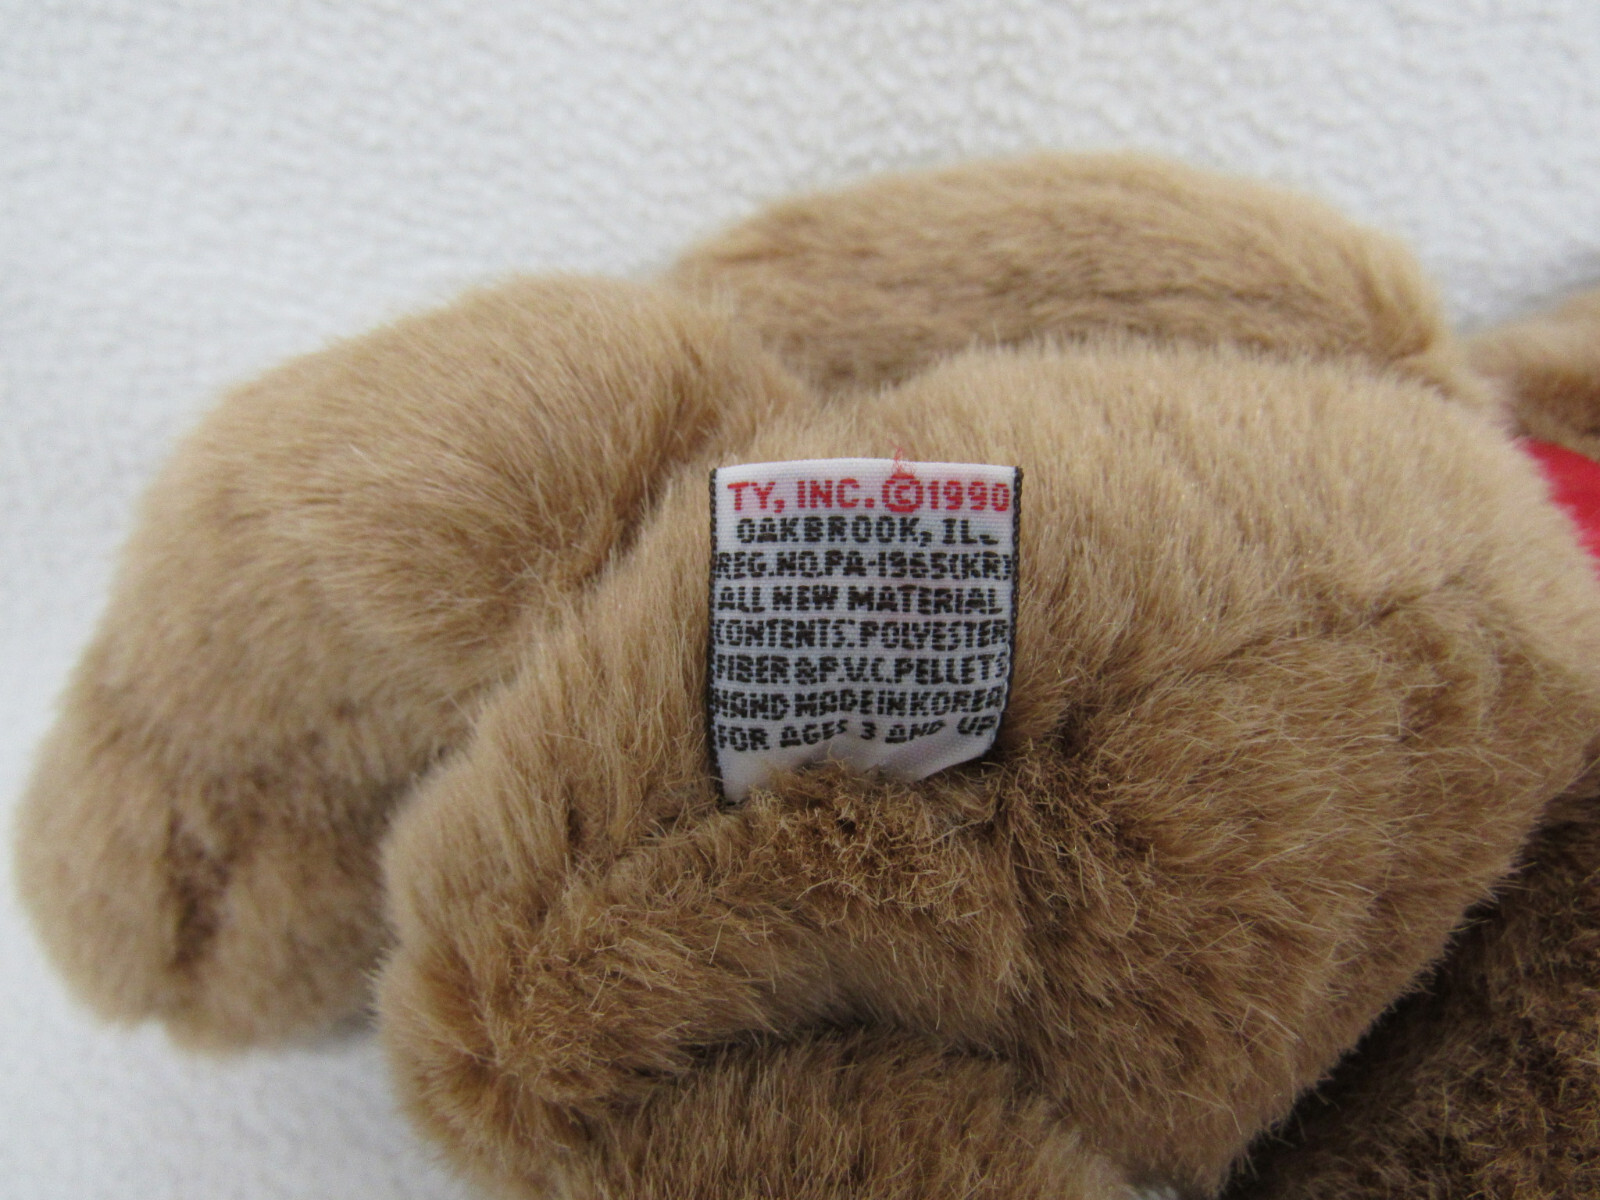 TY, INC. ©1990
OAKBROOK, ILL
REG.NO.PA-1965(KR)
ALL NEW MATERIAL
CONTENTS: POLYESTER
FIBER & P.V.C. PELLETS
HAND MADE IN KOREA
FOR AGES 3 AND UP